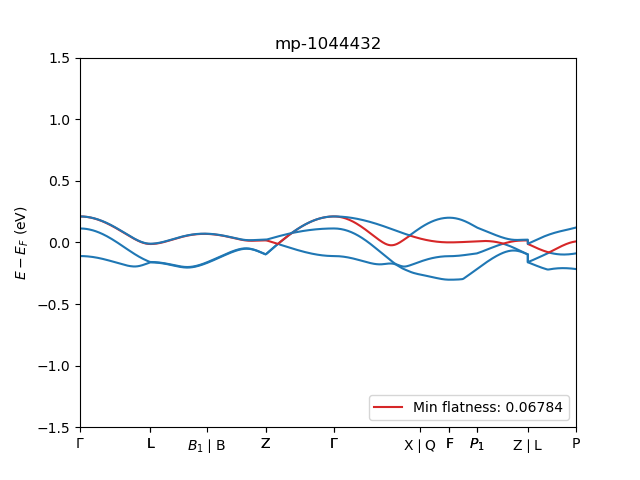 mp-1044432
E − E_F (eV)
1.5
1.0
0.5
0.0
−0.5
−1.0
−1.5
Min flatness: 0.06784
Γ L B₁ | B Z Γ X | Q F P₁ Z | L P